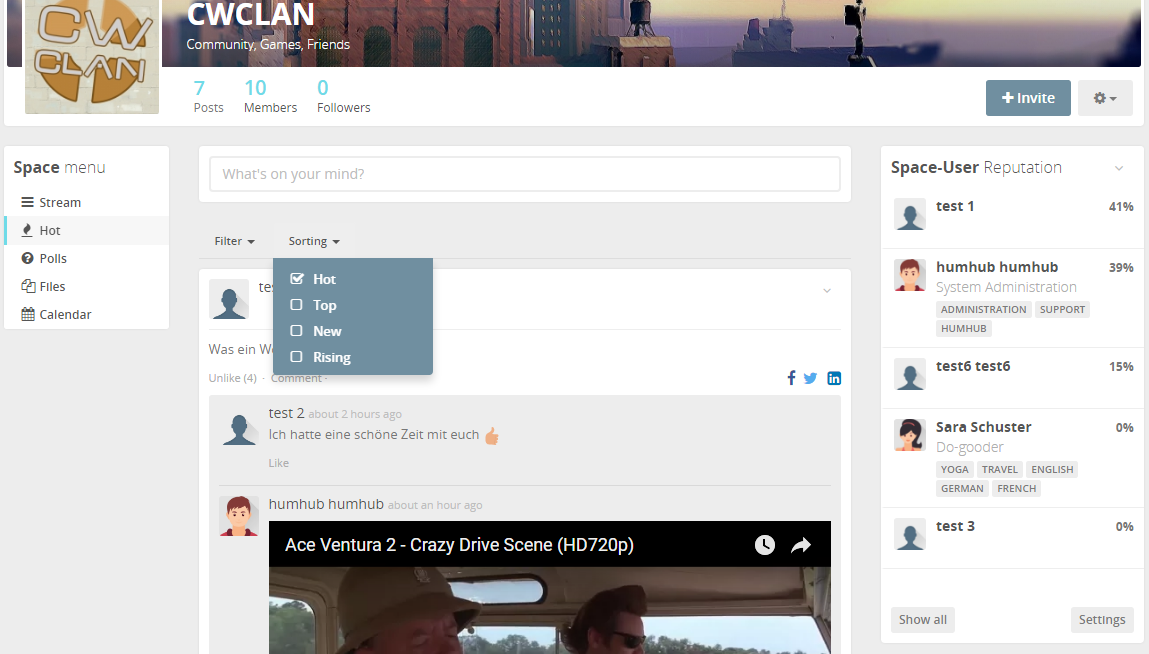 CW
CLAN
CWCLAN
Community, Games, Friends
7
Posts
10
Members
0
Followers
Invite
Space menu
Stream
Hot
Polls
Files
Calendar
What's on your mind?
Filter
Sorting
Hot
Top
New
Rising
Was ein
Unlike (4) · Comment ·
test 2 about 2 hours ago
Ich hatte eine schöne Zeit mit euch
Like
humhub humhub about an hour ago
Ace Ventura 2 - Crazy Drive Scene (HD720p)
Space-User Reputation
test 1 41%
humhub humhub 39%
System Administration
ADMINISTRATION SUPPORT
HUMHUB
test6 test6 15%
Sara Schuster 0%
Do-gooder
YOGA TRAVEL ENGLISH
GERMAN FRENCH
test 3 0%
Show all Settings